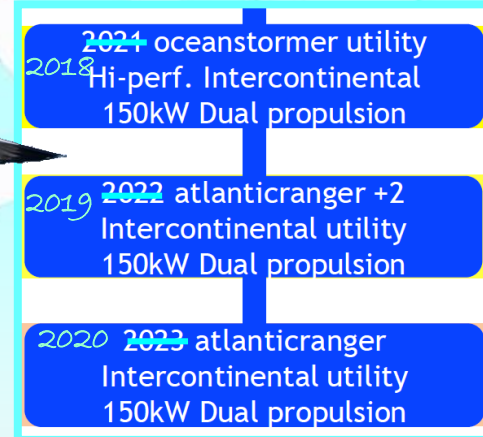 2021 oceanstormer utility
2018 Hi-perf. Intercontinental
150kW Dual propulsion
2019 2022 atlanticranger +2
Intercontinental utility
150kW Dual propulsion
2020 2023 atlanticranger
Intercontinental utility
150kW Dual propulsion